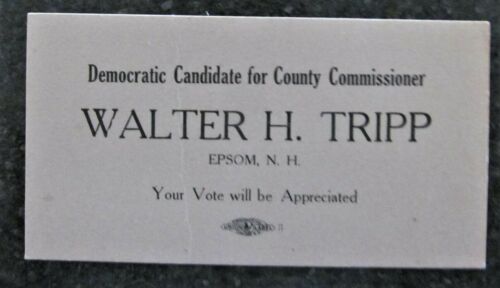 Democratic Candidate for County Commissioner
WALTER H. TRIPP
EPSOM, N. H.
Your Vote will be Appreciated